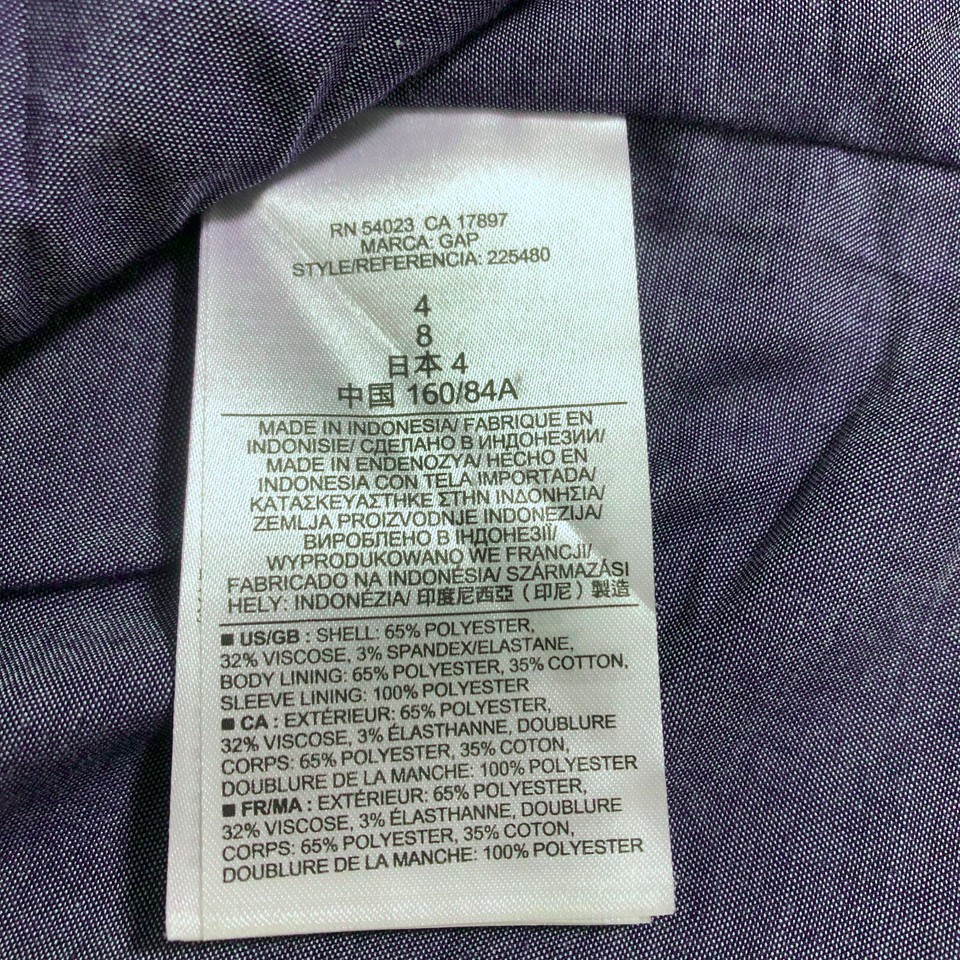 RN 54023 CA 17897
MARCA: GAP
STYLE/REFERENCIA: 225480
4
8
日本 4
中国 160/84A
MADE IN INDONESIA/ FABRIQUE EN
INDONISIE/ СДЕПАНО В ИНДОНЕЗИИ/
MADE IN ENDENOZYA/ HECHO EN
INDONESIA CON TELA IMPORTADA/
ΚΑΤΑΣΚΕΥΑΣΤΗΚΕ ΣΤΗΝ ΙΝΔΟΝΗΣΙΑ/
ZEMLJA PROIZVODNJE INDONEZIJA/
ВИРОБЛЕНО В ІНДОНЕЗІЇ/
WYPRODUKOWANO WE FRANCJI/
FABRICADO NA INDONÉSIA/ SZÁRMAZÁSI
HELY: INDONÉZIA/ 印度尼西亞（印尼）製造
■ US/GB : SHELL: 65% POLYESTER,
32% VISCOSE, 3% SPANDEX/ELASTANE,
BODY LINING: 65% POLYESTER, 35% COTTON,
SLEEVE LINING: 100% POLYESTER
■ CA : EXTÉRIEUR: 65% POLYESTER,
32% VISCOSE, 3% ÉLASTHANNE, DOUBLURE
CORPS: 65% POLYESTER, 35% COTON,
DOUBLURE DE LA MANCHE: 100% POLYESTER
■ FR/MA : EXTÉRIEUR: 65% POLYESTER,
32% VISCOSE, 3% ÉLASTHANNE, DOUBLURE
CORPS: 65% POLYESTER, 35% COTON,
DOUBLURE DE LA MANCHE: 100% POLYESTER